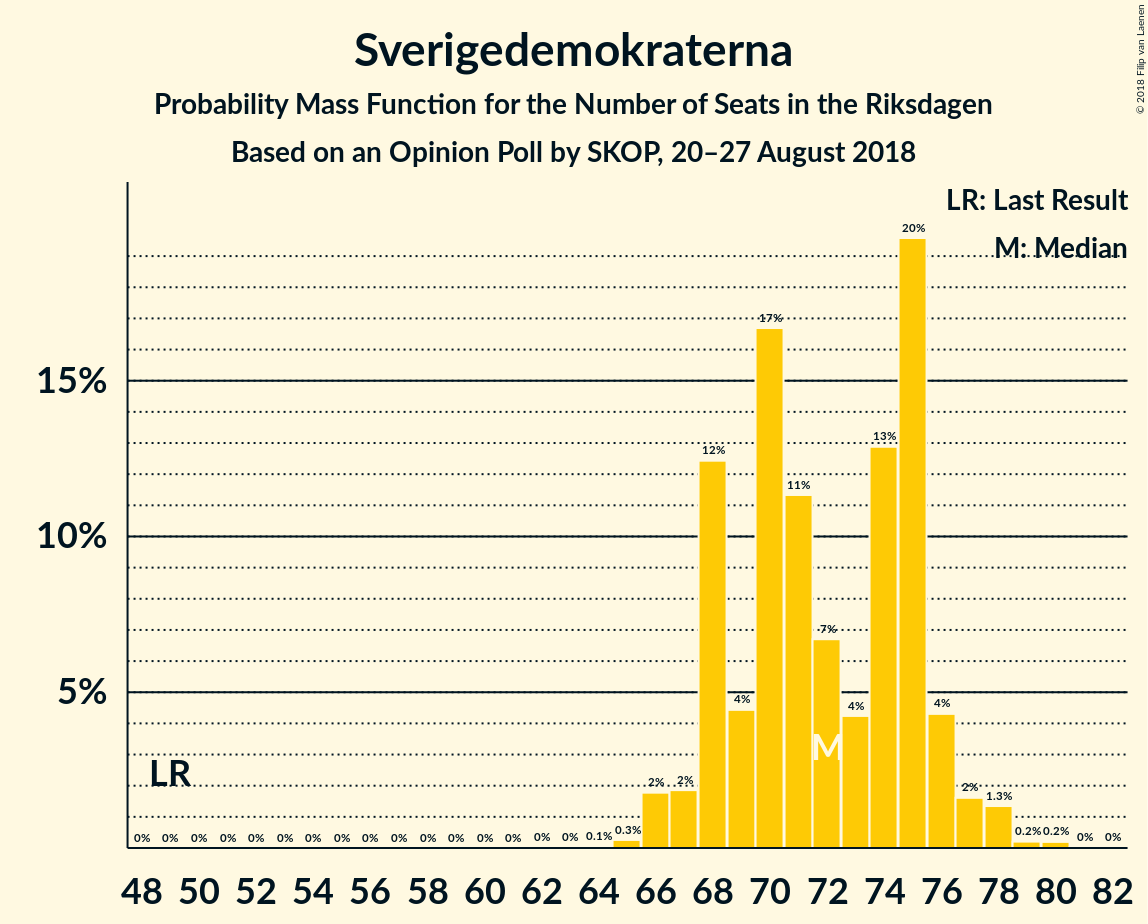 Sverigedemokraterna
Probability Mass Function for the Number of Seats in the Riksdagen
Based on an Opinion Poll by SKOP, 20–27 August 2018
© 2018 Filip van Laenen
LR: Last Result
M: Median
15%
10%
5%
LR
M
0% 0% 0% 0% 0% 0% 0% 0% 0% 0% 0% 0% 0% 0% 0% 0% 0.1% 0.3% 2% 2% 12% 4% 17% 11% 7% 4% 13% 20% 4% 2% 1.3% 0.2% 0.2% 0% 0%
48 50 52 54 56 58 60 62 64 66 68 70 72 74 76 78 80 82